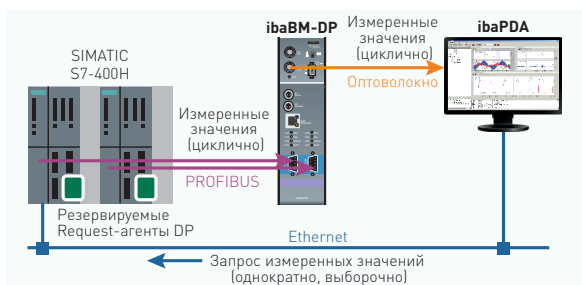 ibaBM-DP
Измеренные
значения
(циклично)
ibaPDA
SIMATIC
S7-400H
Оптоволокно
Измеренные
значения
(циклично)
PROFIBUS
Резервируемые
Request-агенты DP
Ethernet
Запрос измеренных значений
(однократно, выборочно)